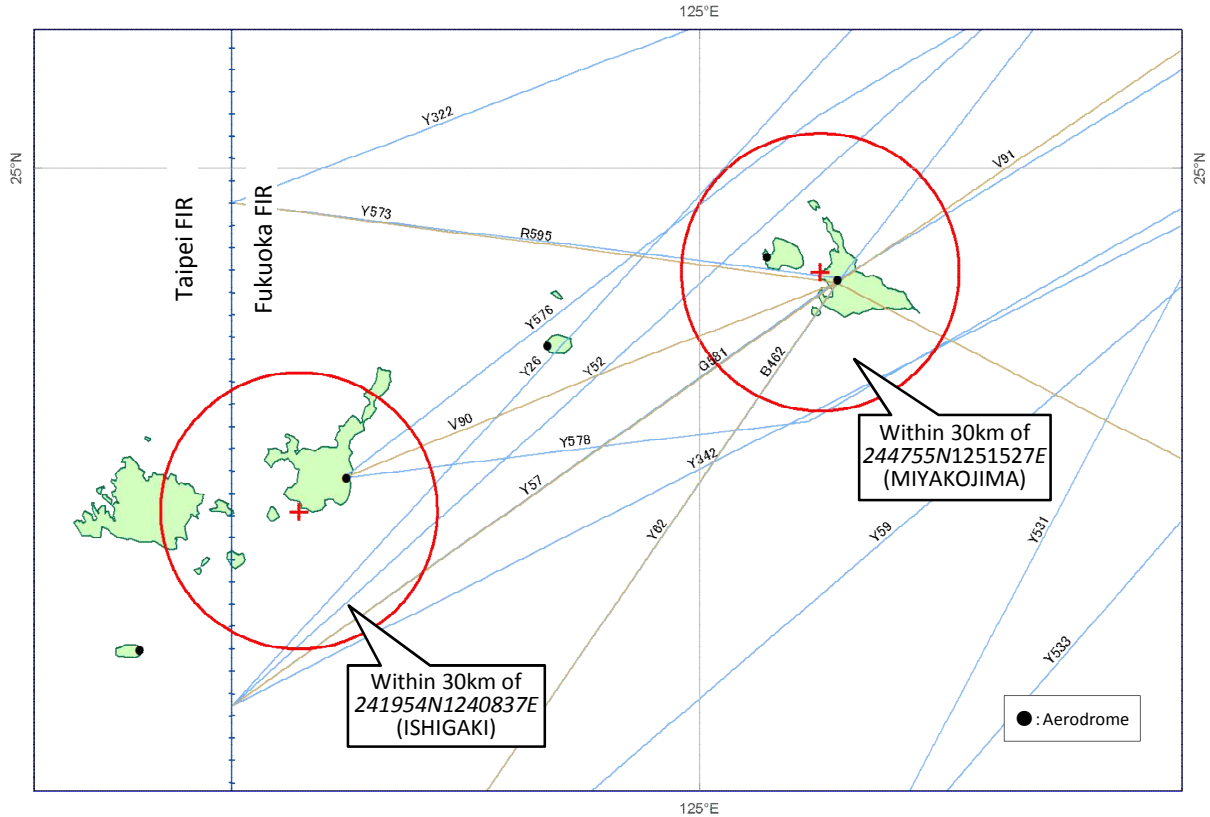 125°E
Y322
V91
25°N
25°N
Taipei FIR
Fukuoka FIR
Y573
R595
Y576
Y26
Y52
G581
B462
V90
Y578
Y342
Within 30km of
244755N1251527E
(MIYAKOJIMA)
Y57
Y62
Y59
Y531
Y533
Within 30km of
241954N1240837E
(ISHIGAKI)
: Aerodrome
125°E